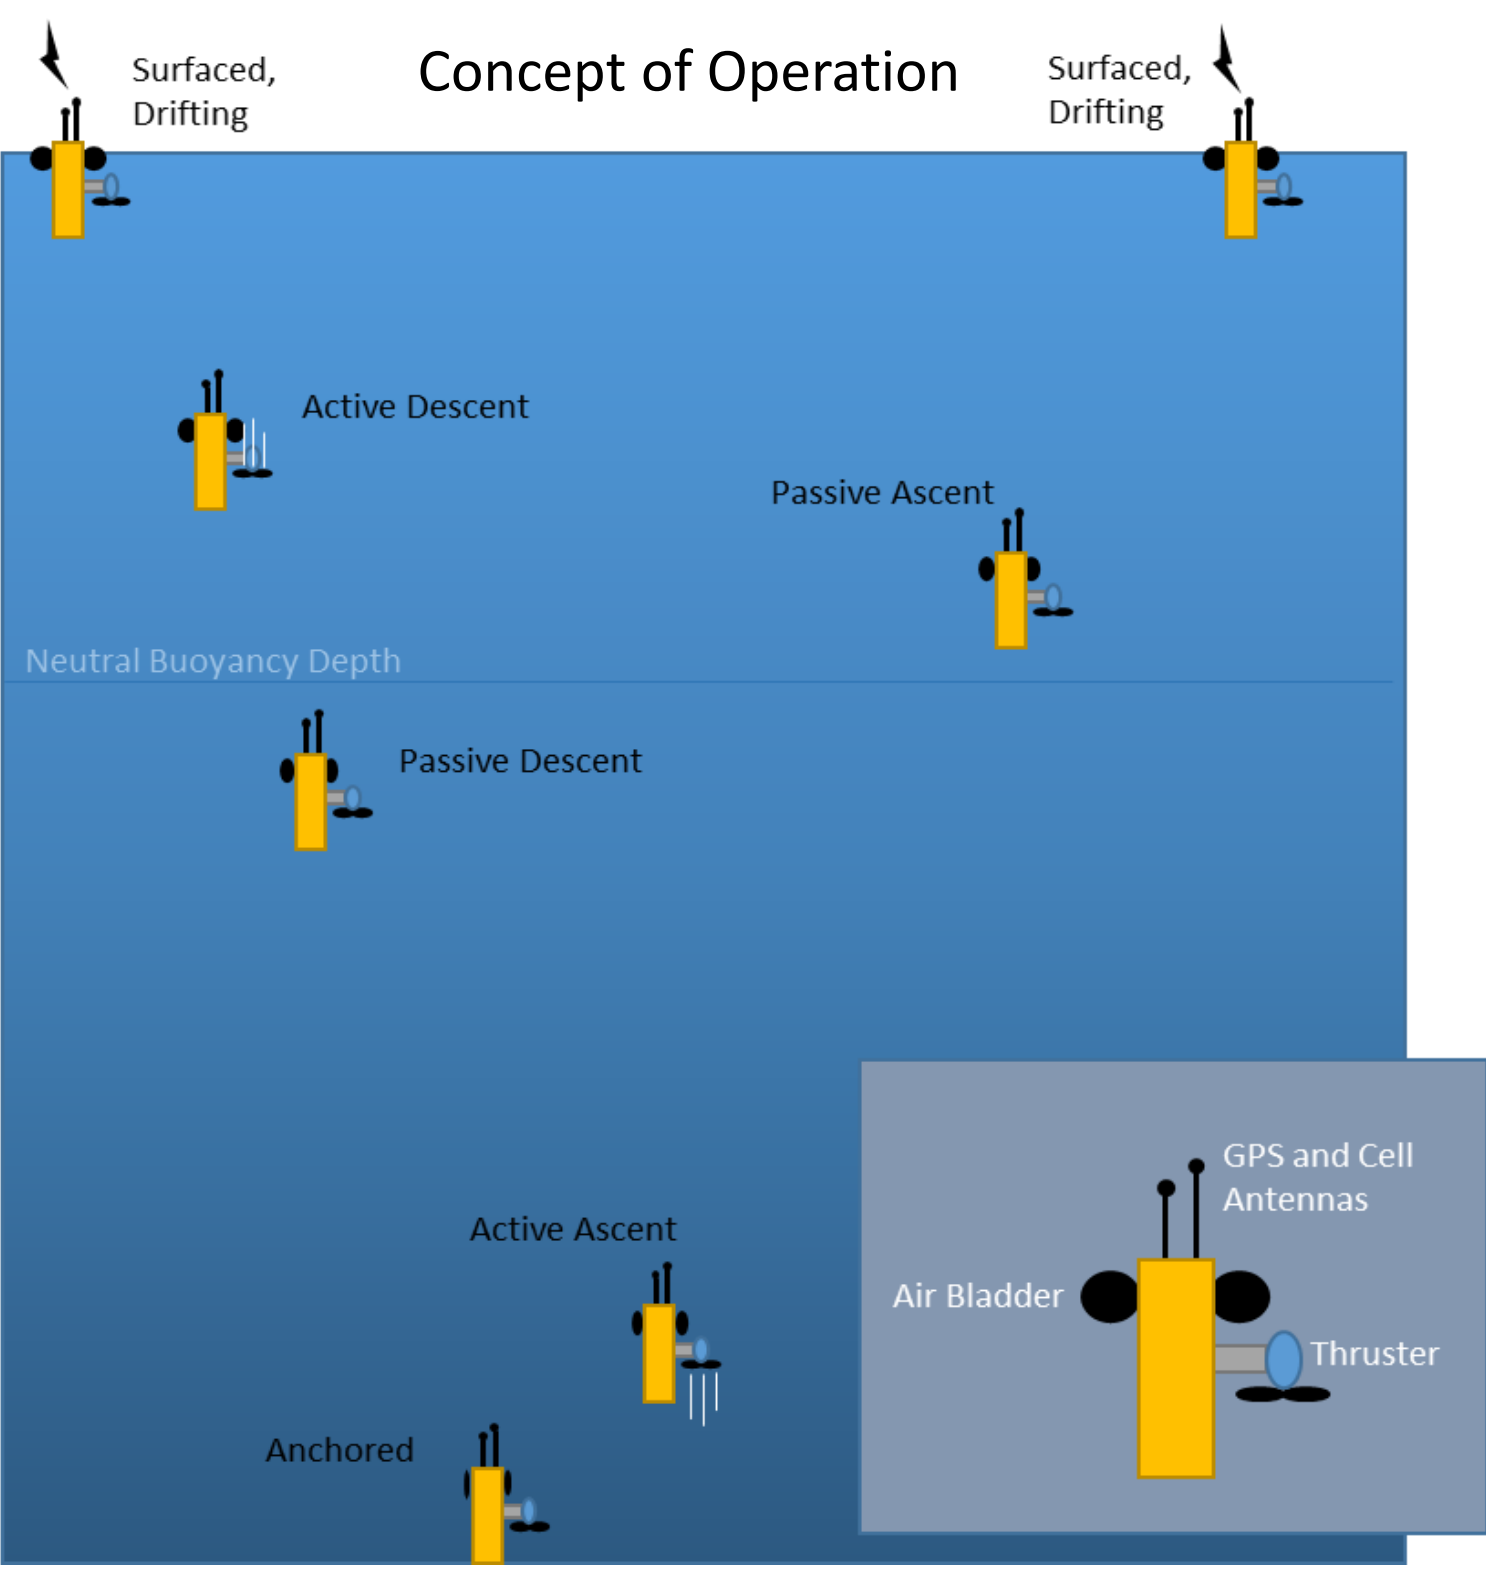 Concept of Operation
Surfaced,
Drifting
Surfaced,
Drifting
Active Descent
Passive Ascent
Neutral Buoyancy Depth
Passive Descent
Active Ascent
Anchored
GPS and Cell
Antennas
Air Bladder
Thruster